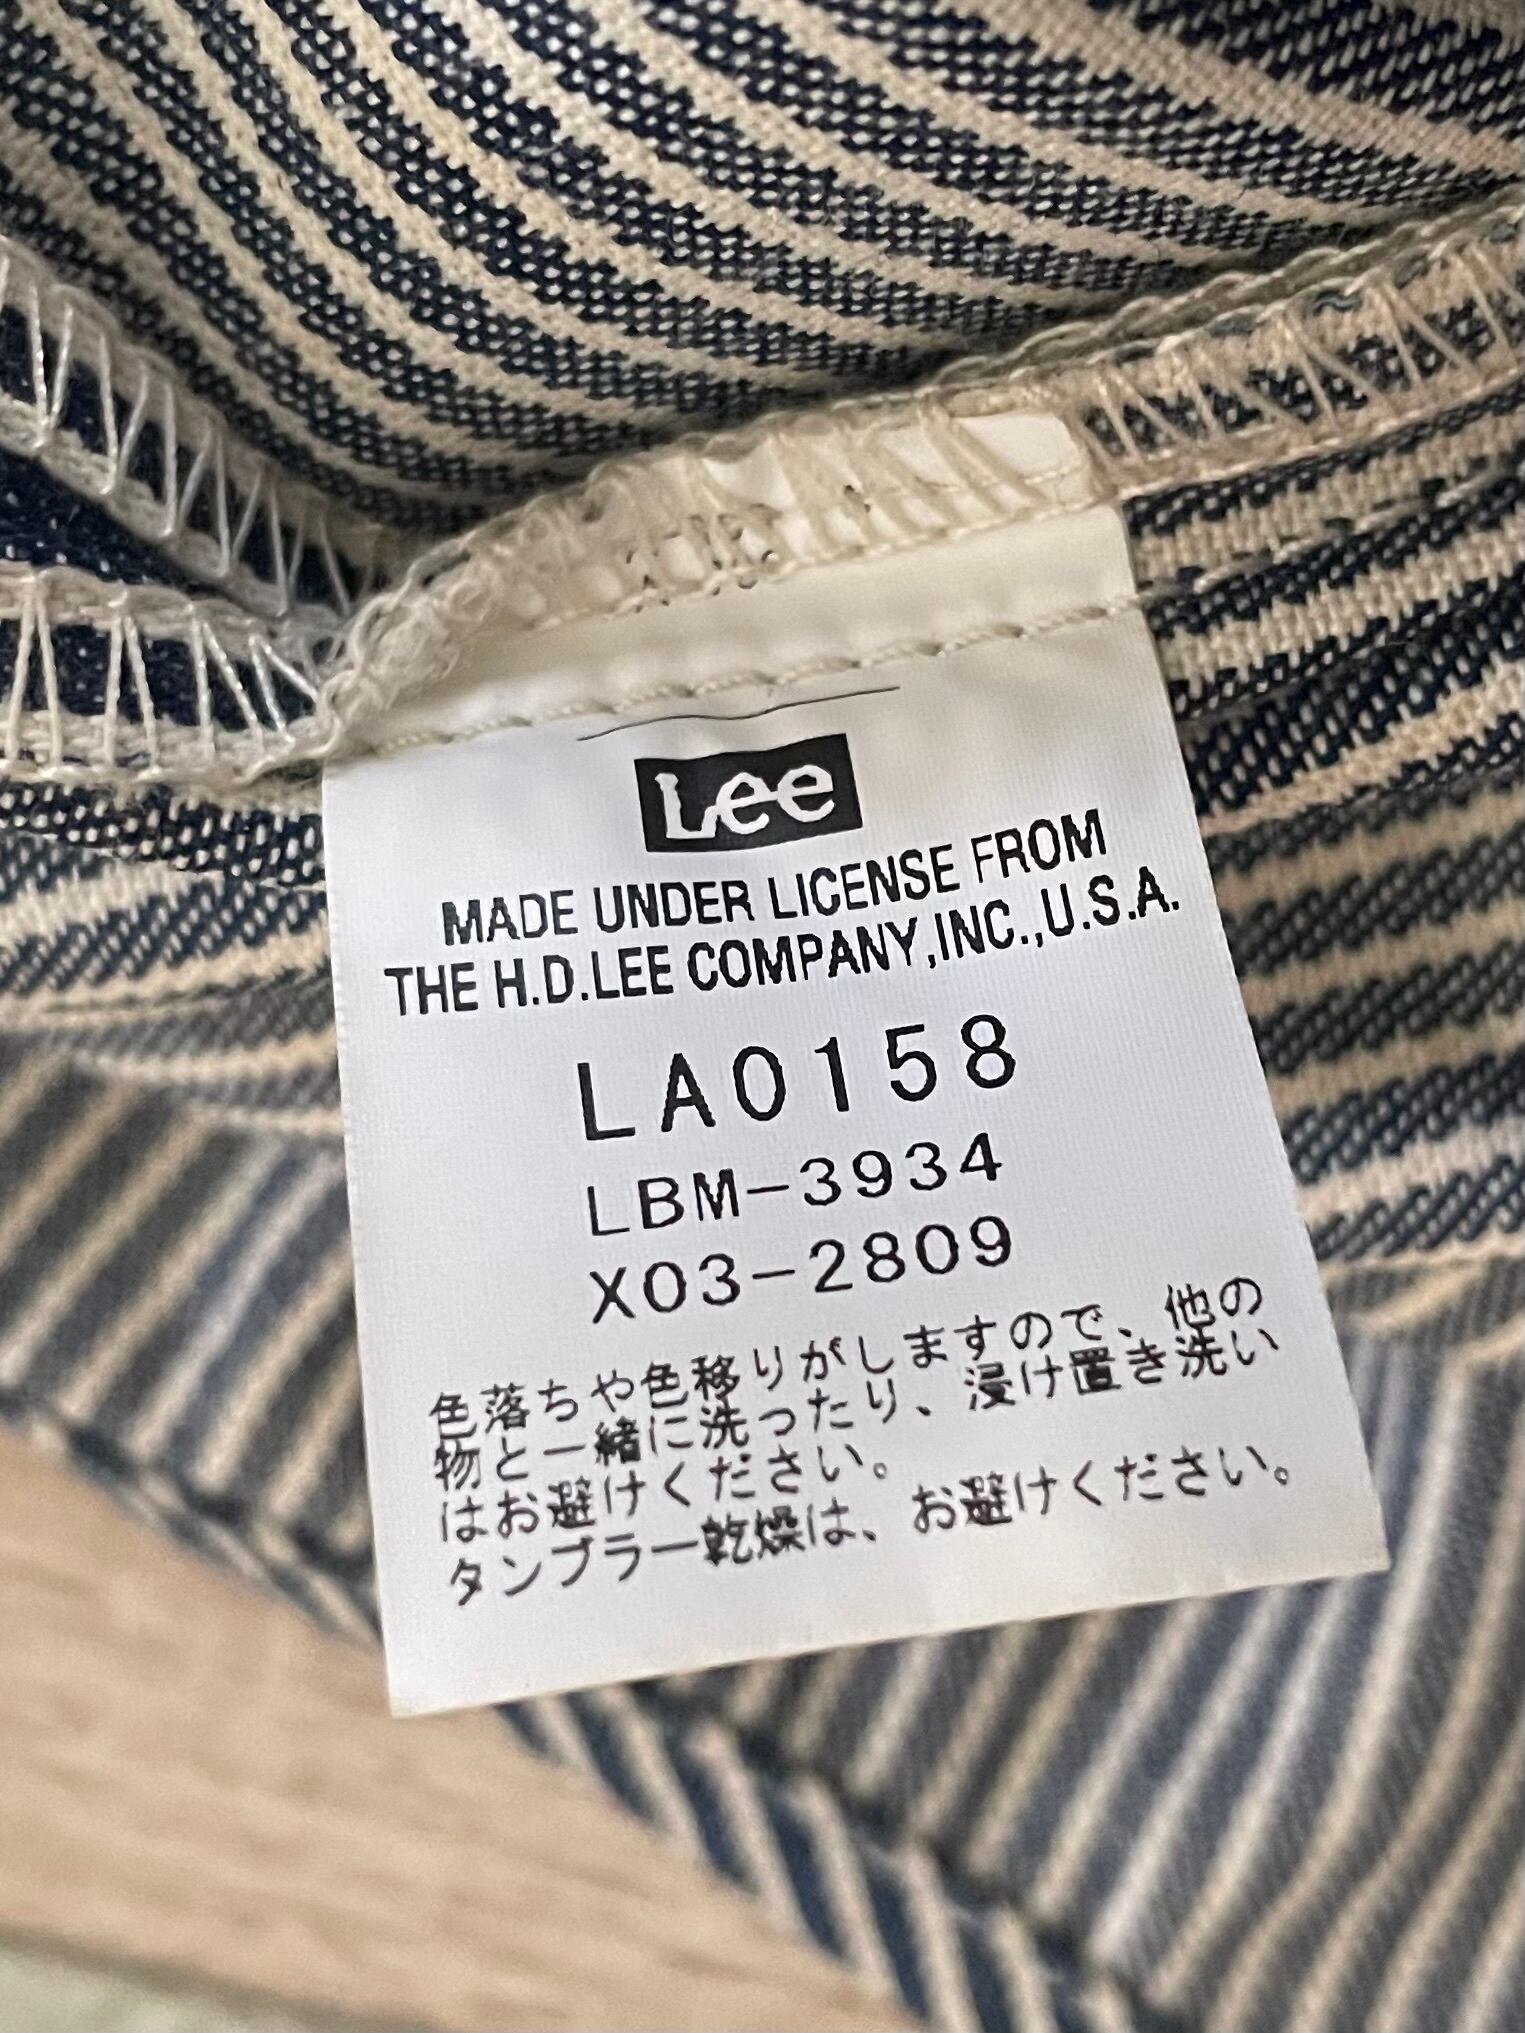 Lee
MADE UNDER LICENSE FROM
THE H.D.LEE COMPANY,INC.,U.S.A.
LA0158
LBM-3934
X03-2809
色落ちや色移りがしますので、他の
物と一緒に洗ったり、浸け置き洗い
はお避けください。
タンブラー乾燥は、お避けください。